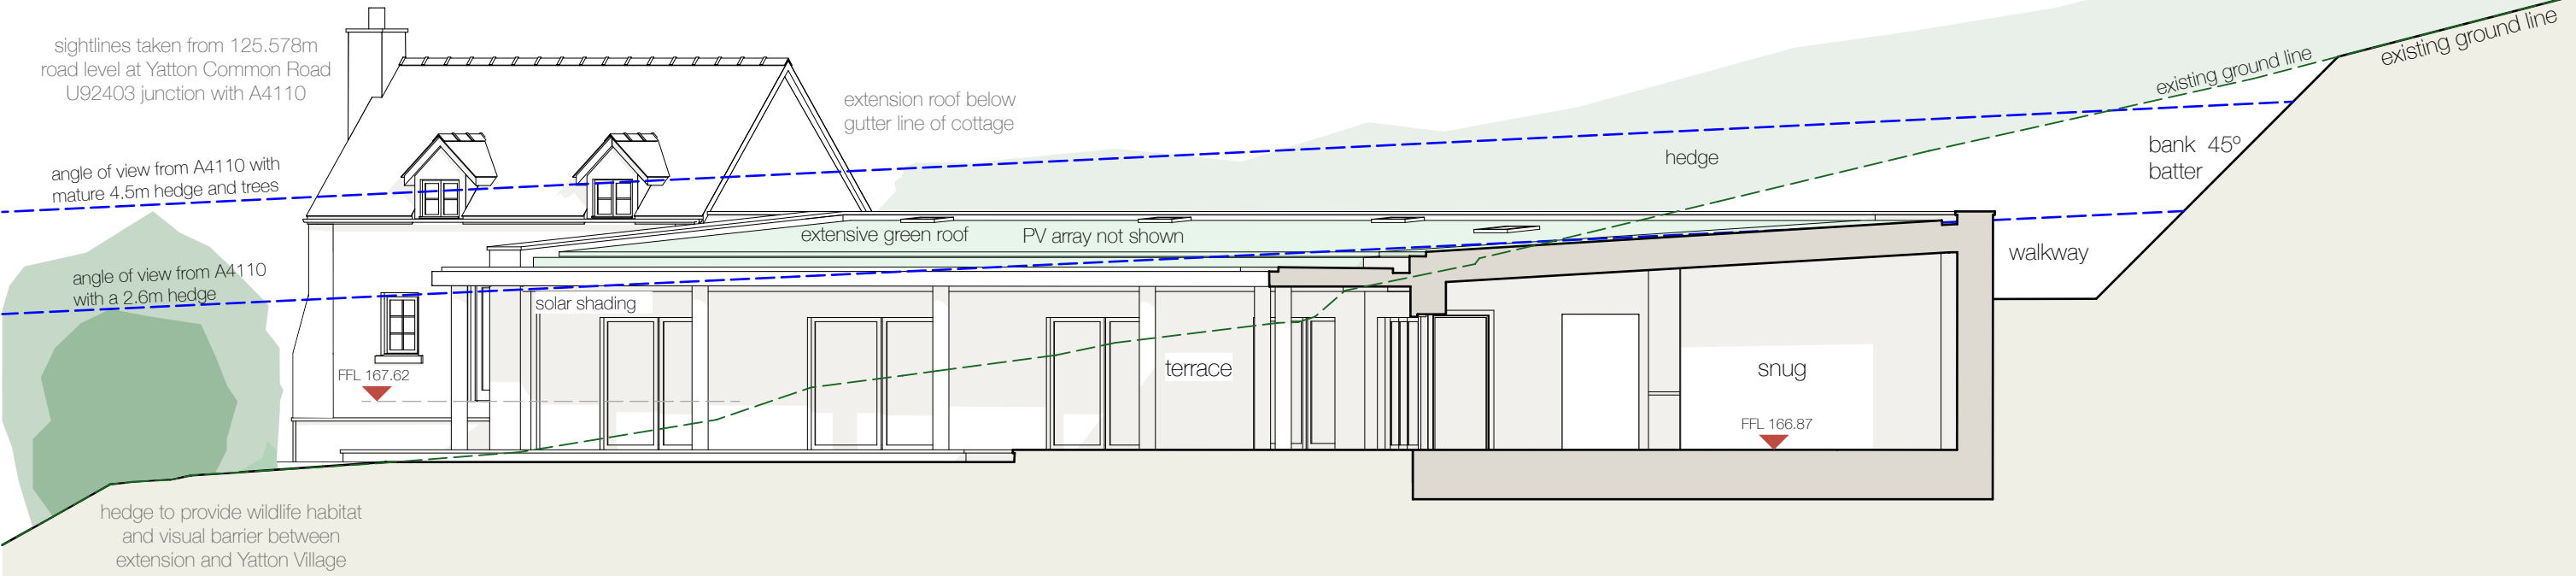 sightlines taken from 125.578m
road level at Yatton Common Road
U92403 junction with A4110
extension roof below
gutter line of cottage
existing ground line
existing ground line
angle of view from A4110 with
mature 4.5m hedge and trees
hedge
bank 45º
batter
extensive green roof
PV array not shown
walkway
angle of view from A4110
with a 2.6m hedge
solar shading
terrace
snug
FFL 167.62
FFL 166.87
hedge to provide wildlife habitat
and visual barrier between
extension and Yatton Village